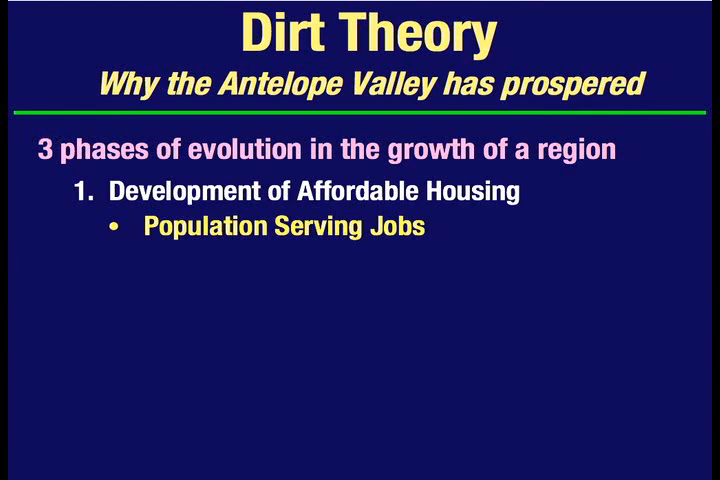 Dirt Theory
Why the Antelope Valley has prospered
3 phases of evolution in the growth of a region
1. Development of Affordable Housing
• Population Serving Jobs